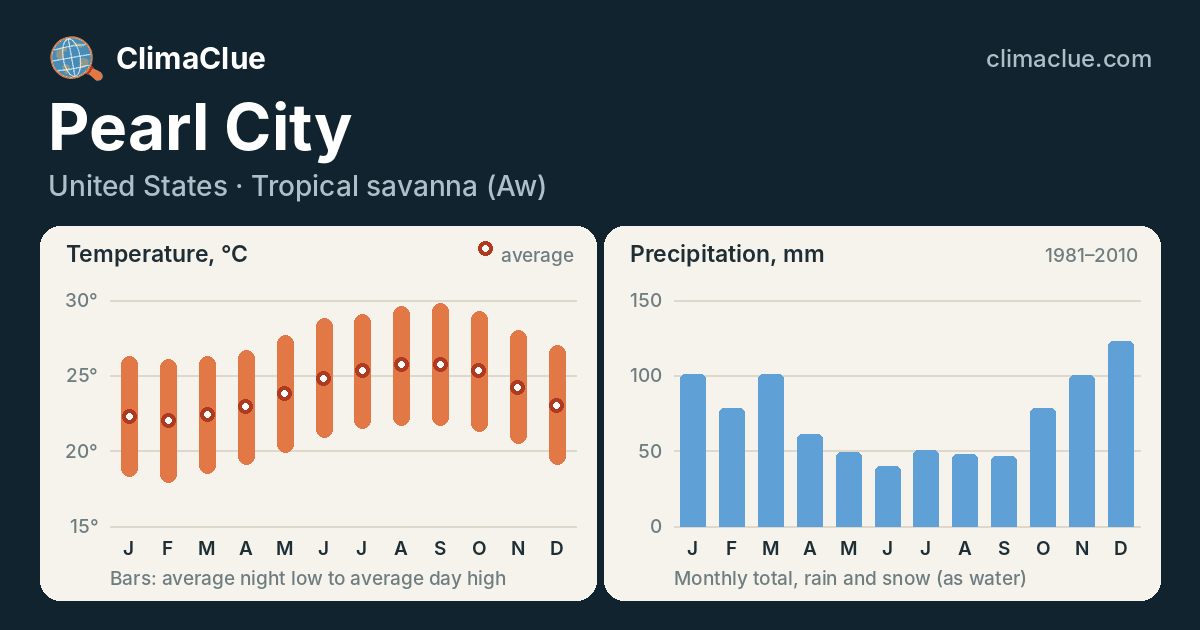 ClimaClue
climaclue.com
Pearl City
United States · Tropical savanna (Aw)
Temperature, °C
average
30°
25°
20°
15°
J F M A M J J A S O N D
Bars: average night low to average day high
Precipitation, mm
1981–2010
150
100
50
0
J F M A M J J A S O N D
Monthly total, rain and snow (as water)